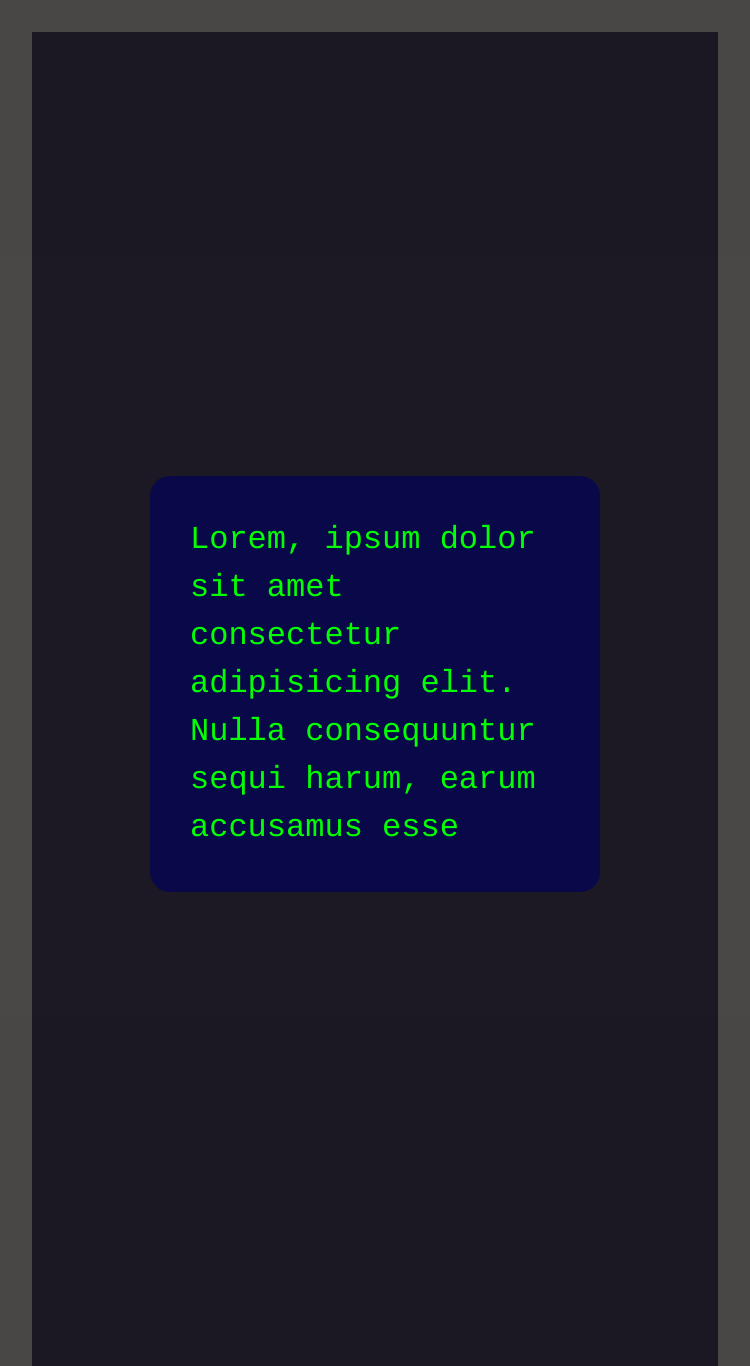 Lorem, ipsum dolor
sit amet
consectetur
adipisicing elit.
Nulla consequuntur
sequi harum, earum
accusamus esse